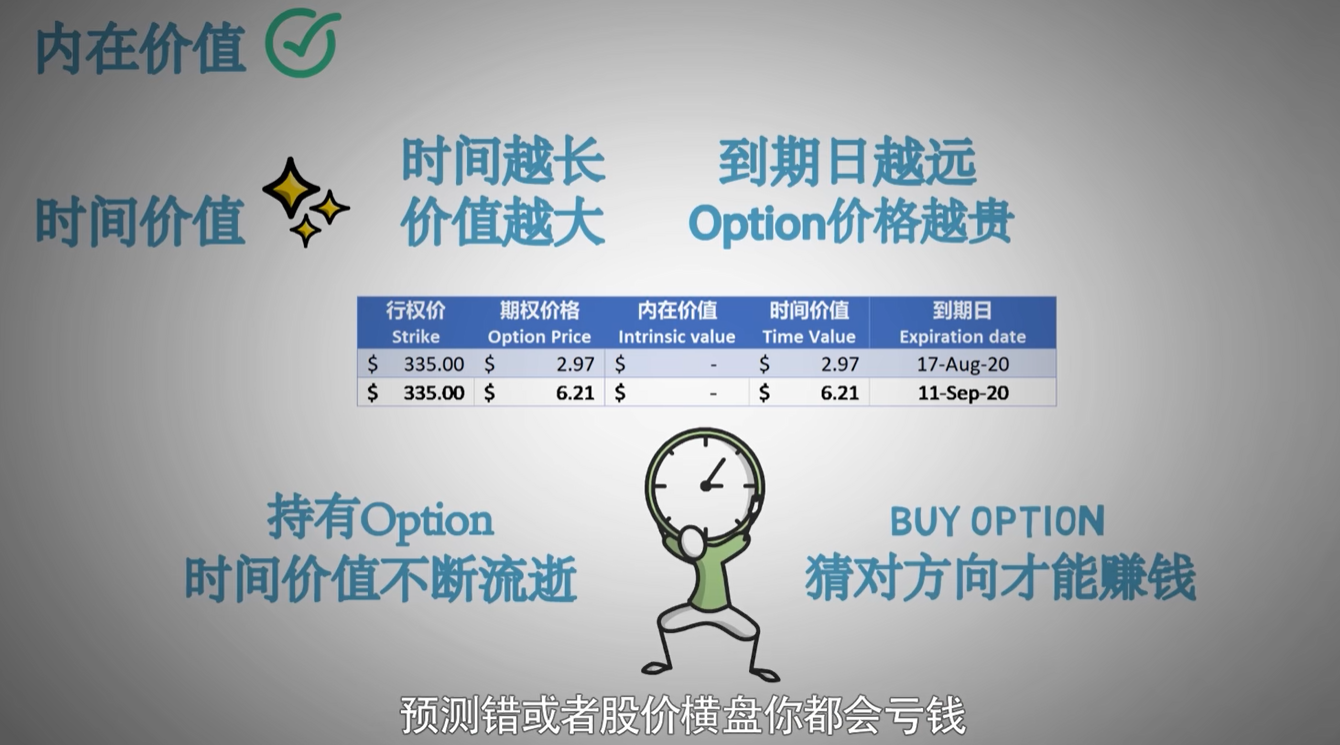 内在价值
时间越长 到期日越远
时间价值 价值越大 Option价格越贵
行权价 期权价格 内在价值 时间价值 到期日
Strike Option Price Intrinsic value Time Value Expiration date
$ 335.00 $ 2.97 $ - $ 2.97 17-Aug-20
$ 335.00 $ 6.21 $ - $ 6.21 11-Sep-20
持有Option BUY OPTION
时间价值不断流逝 猜对方向才能赚钱
预测错或者股价横盘你都会亏钱